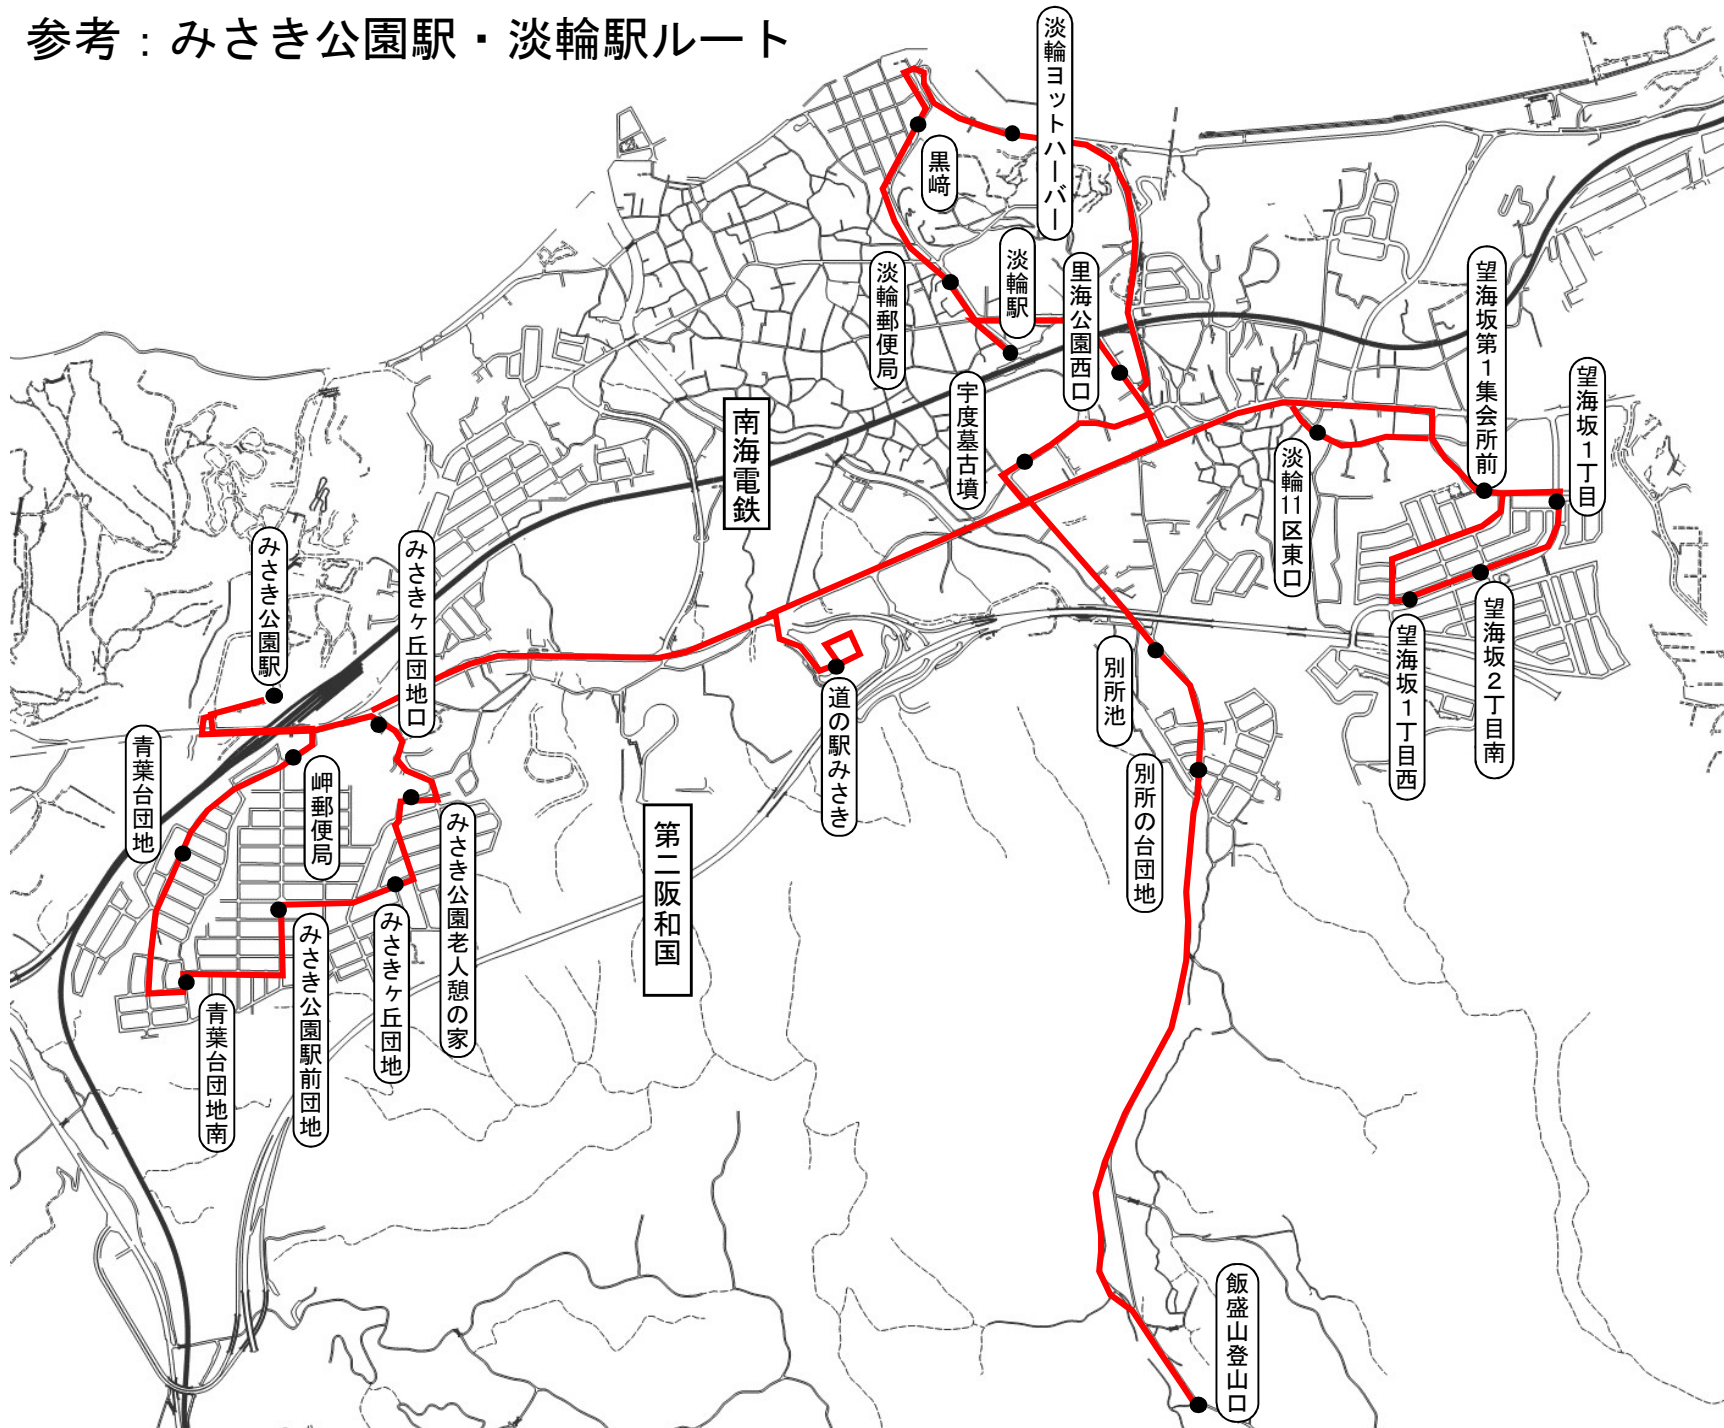 参考：みさき公園駅・淡輪駅ルート
淡輪ヨットハーバー
黒﨑
淡輪駅
淡輪郵便局
里海公園西口
望海坂第1集会所前
望海坂1丁目
宇度墓古墳
南海電鉄
淡輪11区東口
みさき公園駅
みさきヶ丘団地口
望海坂2丁目南
望海坂1丁目西
別所池
道の駅みさき
青葉台団地
岬郵便局
別所の台団地
第二阪和国
みさき公園老人憩の家
みさきヶ丘団地
みさき公園駅前団地
青葉台団地南
飯盛山登山口